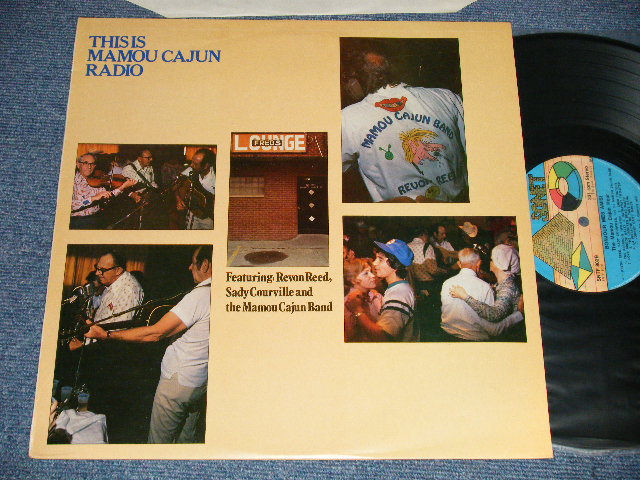 THIS IS
MAMOU CAJUN
RADIO
LOUNGE
FRED'S
MAMOU CAJUN BAND
REVON REED
Featuring: Revon Reed,
Sady Courville and
the Mamou Cajun Band
SONET